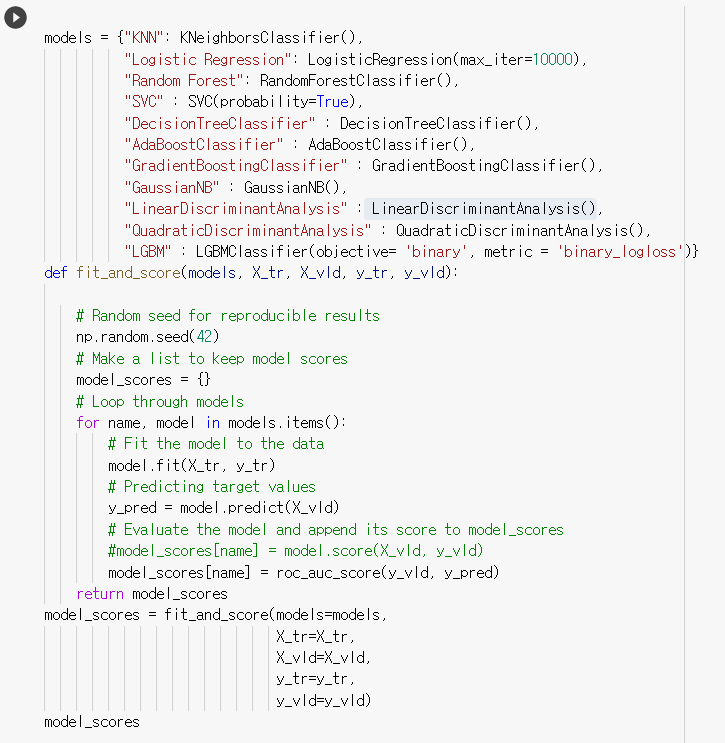 models = {"KNN": KNeighborsClassifier(),
"Logistic Regression": LogisticRegression(max_iter=10000),
"Random Forest": RandomForestClassifier(),
"SVC" : SVC(probability=True),
"DecisionTreeClassifier" : DecisionTreeClassifier(),
"AdaBoostClassifier" : AdaBoostClassifier(),
"GradientBoostingClassifier" : GradientBoostingClassifier(),
"GaussianNB" : GaussianNB(),
"LinearDiscriminantAnalysis" : LinearDiscriminantAnalysis(),
"QuadraticDiscriminantAnalysis" : QuadraticDiscriminantAnalysis(),
"LGBM" : LGBMClassifier(objective= 'binary', metric = 'binary_logloss')}
def fit_and_score(models, X_tr, X_vld, y_tr, y_vld):
# Random seed for reproducible results
np.random.seed(42)
# Make a list to keep model scores
model_scores = {}
# Loop through models
for name, model in models.items():
# Fit the model to the data
model.fit(X_tr, y_tr)
# Predicting target values
y_pred = model.predict(X_vld)
# Evaluate the model and append its score to model_scores
#model_scores[name] = model.score(X_vld, y_vld)
model_scores[name] = roc_auc_score(y_vld, y_pred)
return model_scores
model_scores = fit_and_score(models=models,
X_tr=X_tr,
X_vld=X_vld,
y_tr=y_tr,
y_vld=y_vld)
model_scores